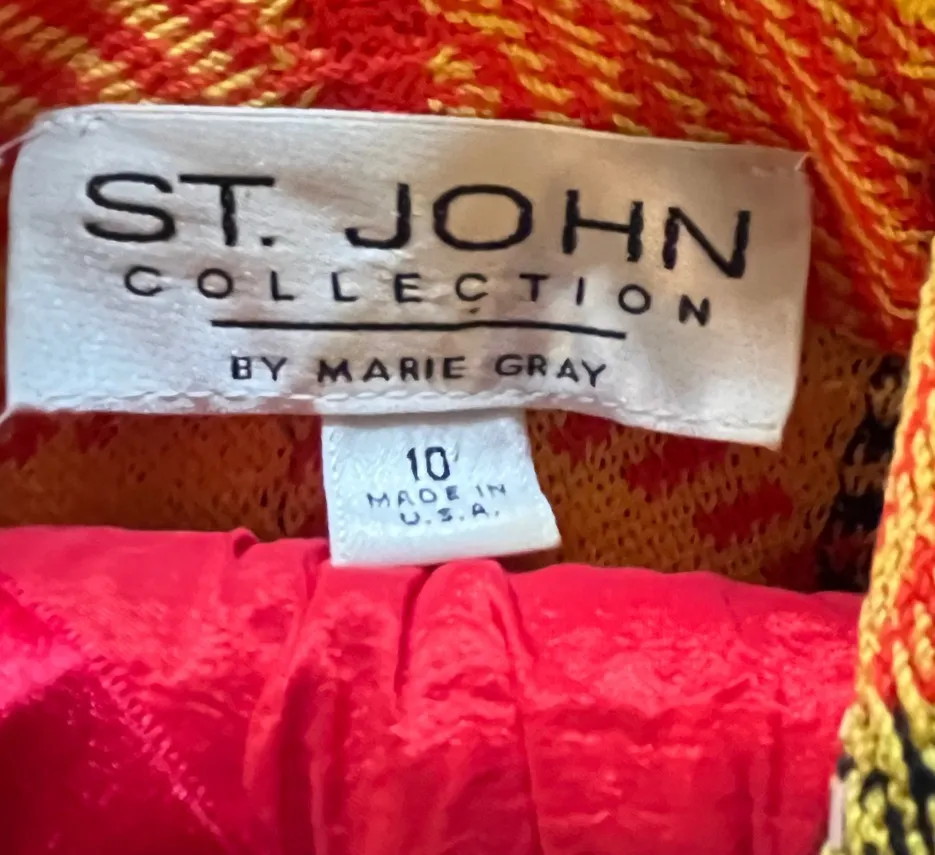 ST. JOHN
COLLECTION
BY MARIE GRAY
10
MADE IN
U.S.A.